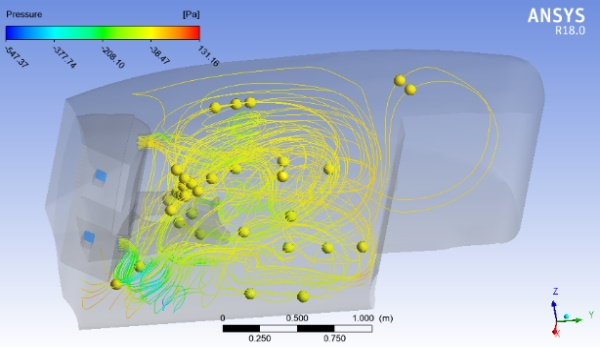 Pressure [Pa]
-547.37 -377.74 -208.10 -38.47 131.16
ANSYS
R18.0
0 0.500 1.000 (m)
0.250 0.750
Z
Y
X